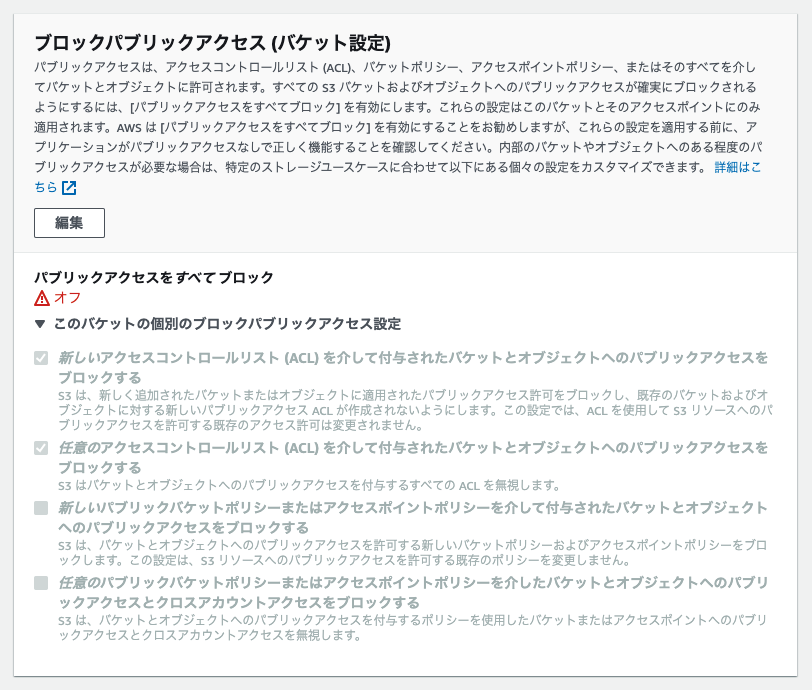 ブロックパブリックアクセス (バケット設定)
パブリックアクセスは、アクセスコントロールリスト (ACL)、バケットポリシー、アクセスポイントポリシー、またはそのすべてを介し
てバケットとオブジェクトに許可されます。すべての S3 バケットおよびオブジェクトへのパブリックアクセスが確実にブロックされる
ようにするには、[パブリックアクセスをすべてブロック] を有効にします。これらの設定はこのバケットとそのアクセスポイントにのみ
適用されます。AWS は [パブリックアクセスをすべてブロック] を有効にすることをお勧めしますが、これらの設定を適用する前に、ア
プリケーションがパブリックアクセスなしで正しく機能することを確認してください。内部のバケットやオブジェクトへのある程度のパ
ブリックアクセスが必要な場合は、特定のストレージユースケースに合わせて以下にある個々の設定をカスタマイズできます。 詳細はこ
ちら
編集
パブリックアクセスをすべて ブロック
オフ
▼ このバケットの個別のブロックパブリックアクセス設定
新しいアクセスコントロールリスト (ACL) を介して付与されたバケットとオブジェクトへのパブリックアクセスを
ブロックする
S3 は、新しく追加されたバケットまたはオブジェクトに適用されたパブリックアクセス許可をブロックし、既存のバケットおよびオ
ブジェクトに対する新しいパブリックアクセス ACL が作成されないようにします。この設定では、ACL を使用して S3 リソースへのパ
ブリックアクセスを許可する既存のアクセス許可は変更されません。
任意のアクセスコントロールリスト (ACL) を介して付与されたバケットとオブジェクトへのパブリックアクセスを
ブロックする
S3 はバケットとオブジェクトへのパブリックアクセスを付与するすべての ACL を無視します。
新しいパブリックバケットポリシーまたはアクセスポイントポリシーを介して付与されたバケットとオブジェクト
へのパブリックアクセスをブロックする
S3 は、バケットとオブジェクトへのパブリックアクセスを許可する新しいバケットポリシーおよびアクセスポイントポリシーをブロ
ックします。この設定は、S3 リソースへのパブリックアクセスを許可する既存のポリシーを変更しません。
任意のパブリックバケットポリシーまたはアクセスポイントポリシーを介したバケットとオブジェクトへのパブリ
ックアクセスとクロスアカウントアクセスをブロックする
S3 は、バケットとオブジェクトへのパブリックアクセスを付与するポリシーを使用したバケットまたはアクセスポイントへのパブリ
ックアクセスとクロスアカウントアクセスを無視します。